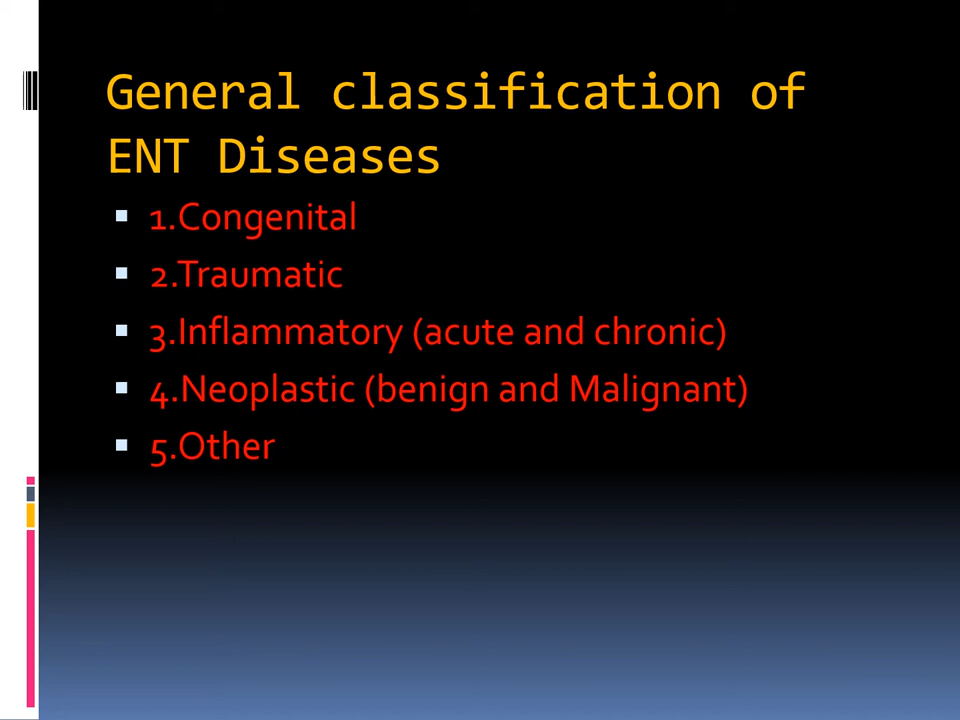 General classification of
ENT Diseases
1.Congenital
2.Traumatic
3.Inflammatory (acute and chronic)
4.Neoplastic (benign and Malignant)
5.Other